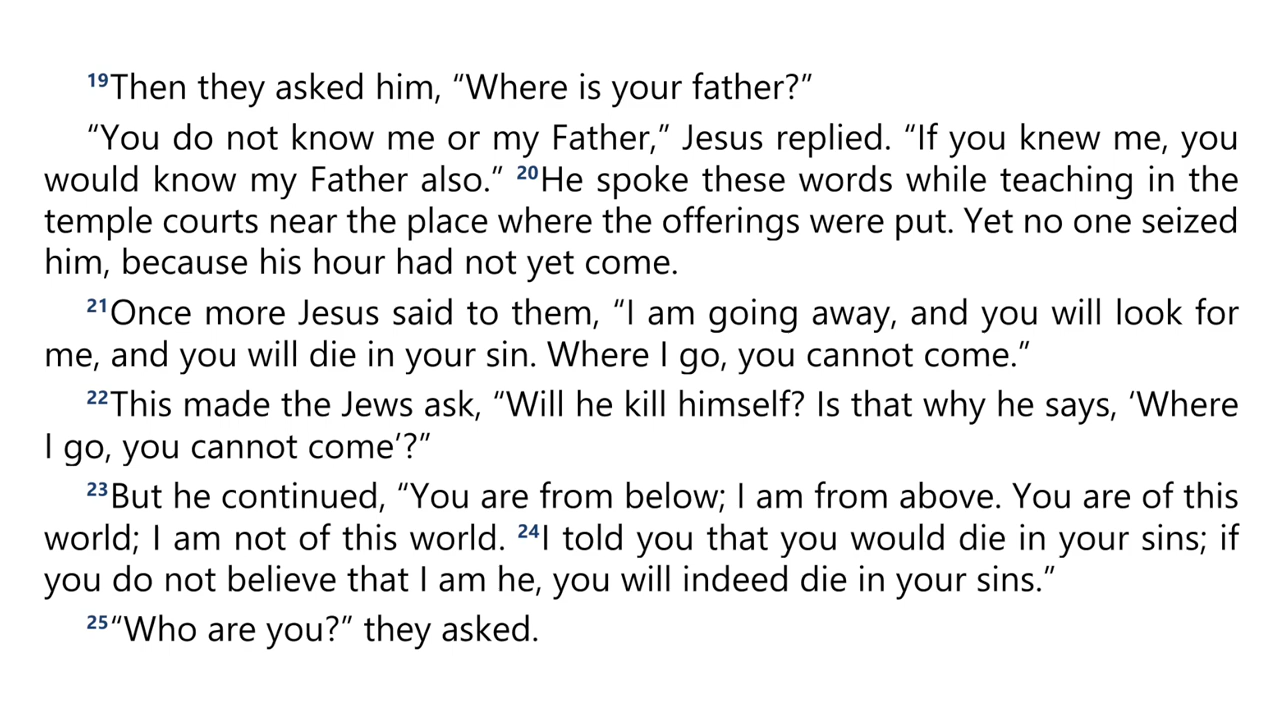 19Then they asked him, “Where is your father?”
“You do not know me or my Father,” Jesus replied. “If you knew me, you
would know my Father also.” 20He spoke these words while teaching in the
temple courts near the place where the offerings were put. Yet no one seized
him, because his hour had not yet come.
21Once more Jesus said to them, “I am going away, and you will look for
me, and you will die in your sin. Where I go, you cannot come.”
22This made the Jews ask, “Will he kill himself? Is that why he says, ‘Where
I go, you cannot come’?”
23But he continued, “You are from below; I am from above. You are of this
world; I am not of this world. 24I told you that you would die in your sins; if
you do not believe that I am he, you will indeed die in your sins.”
25“Who are you?” they asked.